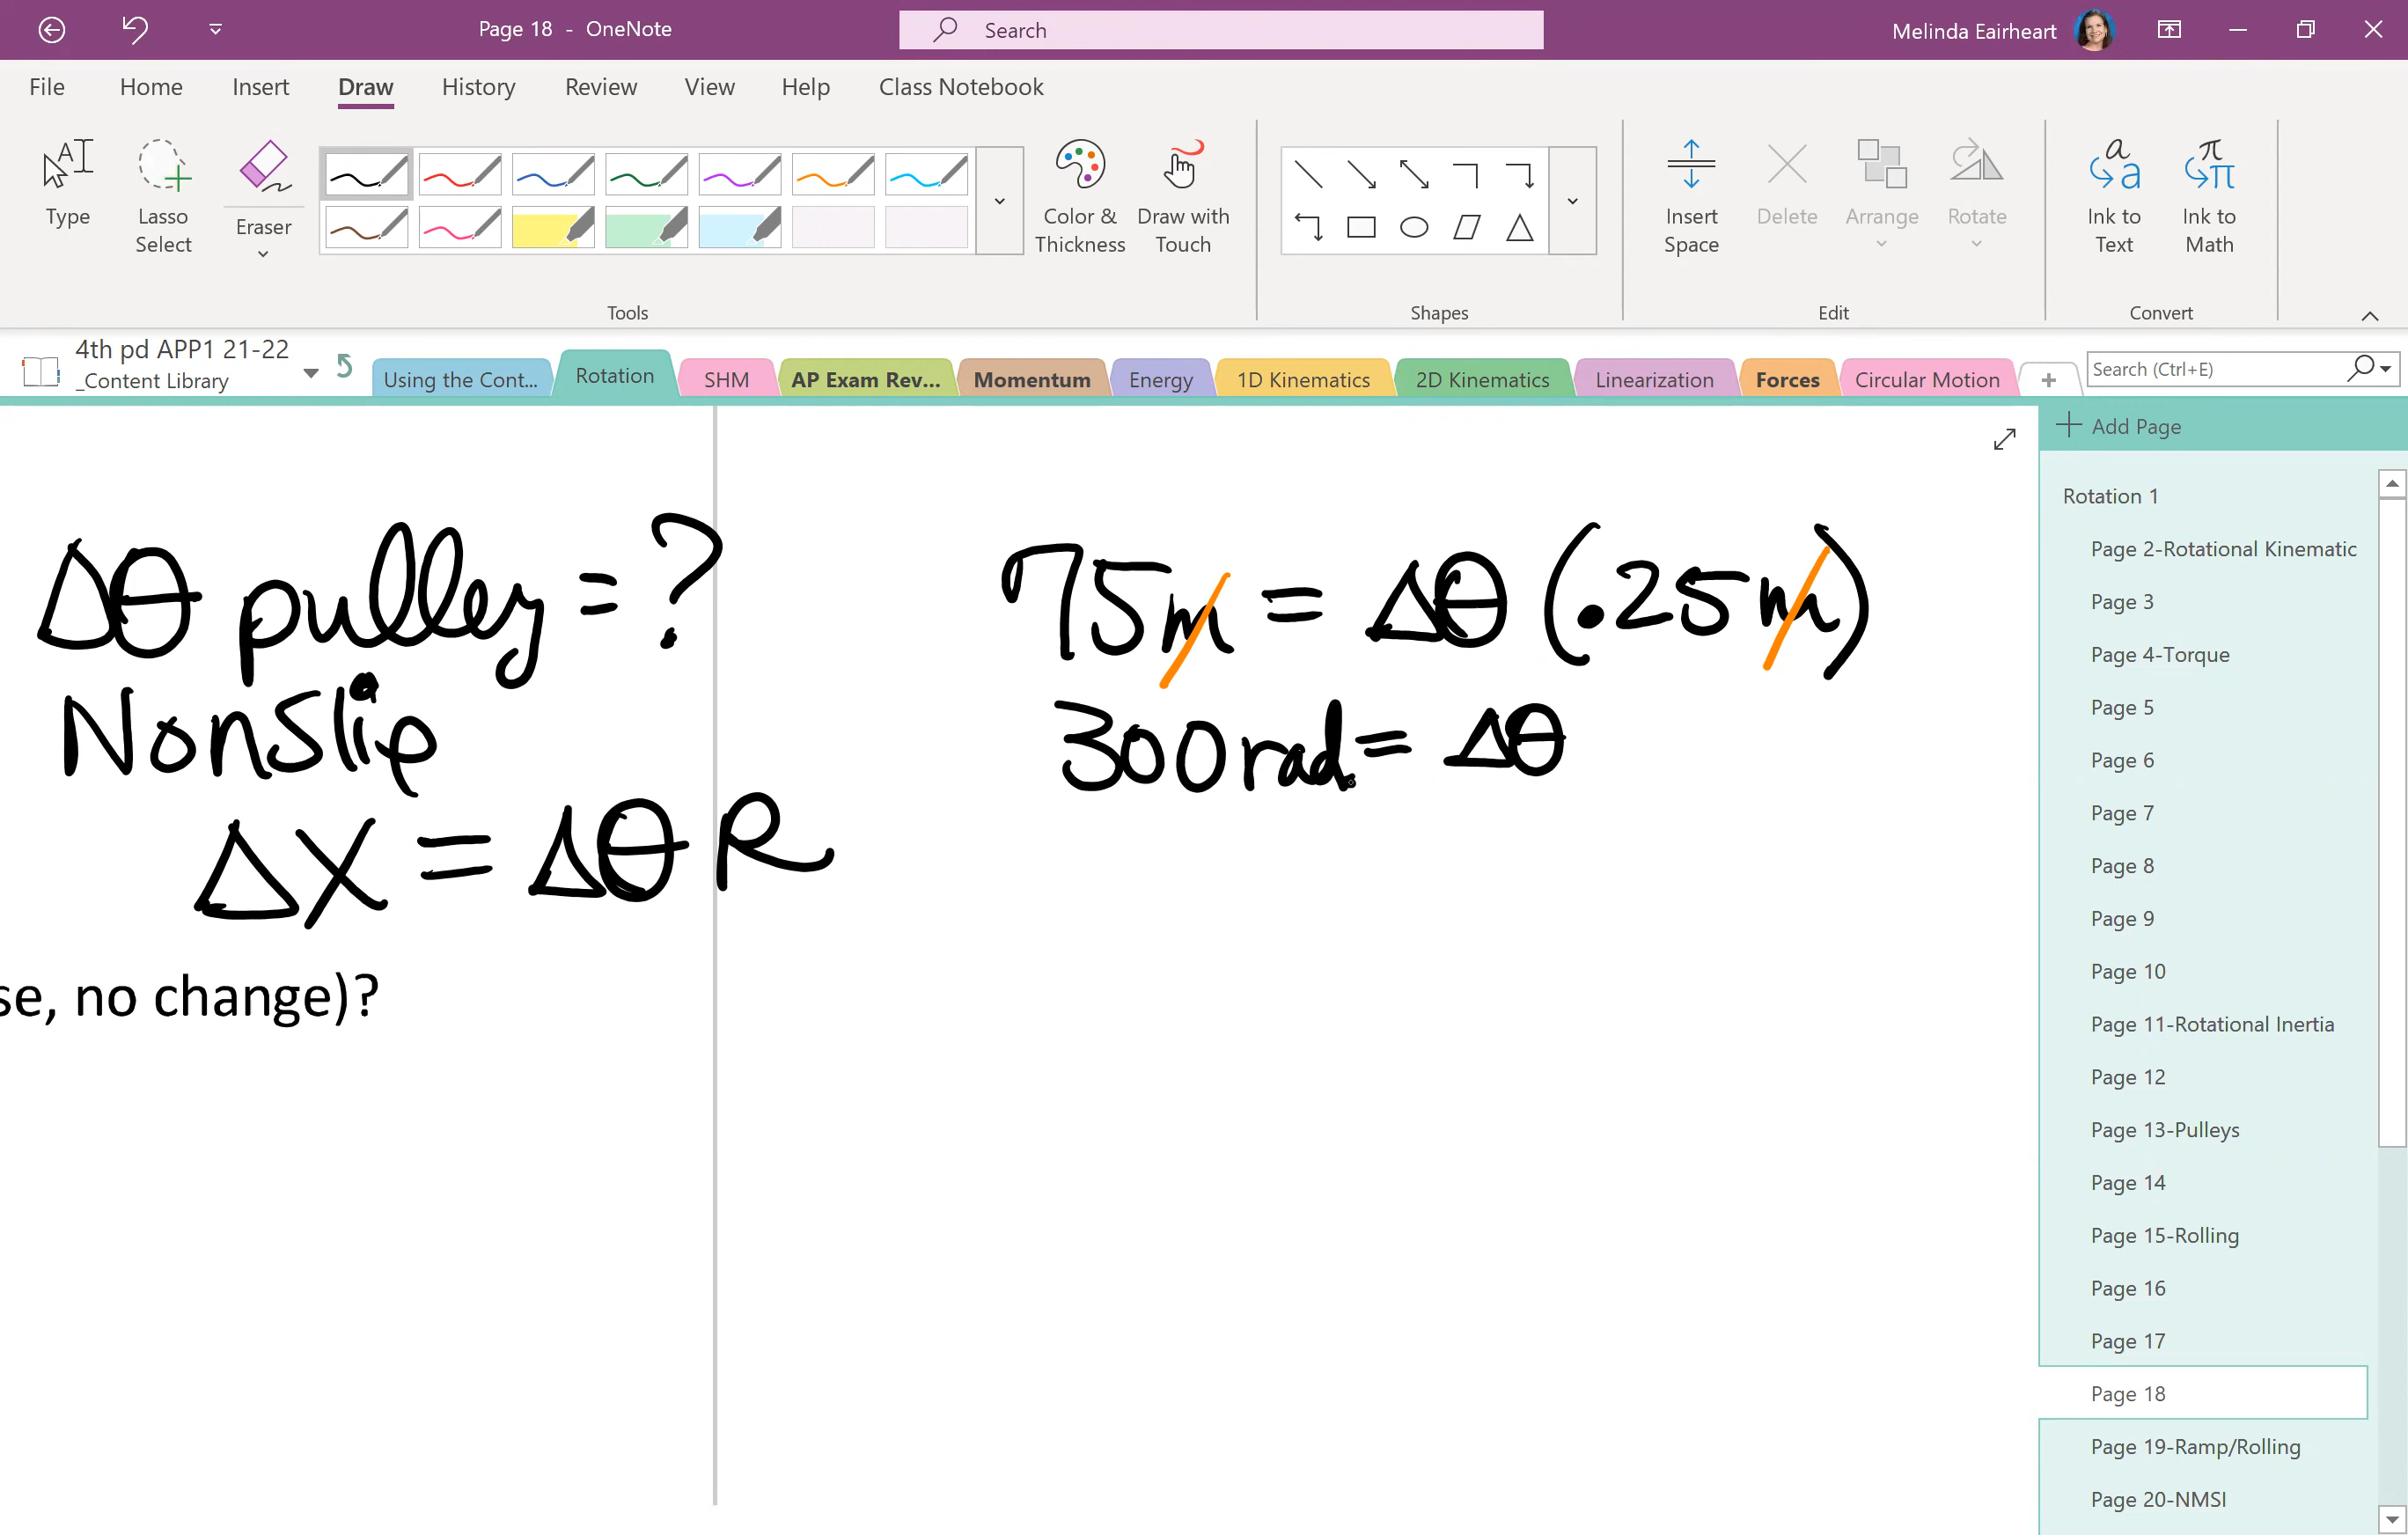 Page 18 - OneNote
Search
Melinda Eairheart
File Home Insert Draw History Review View Help Class Notebook
Type
Lasso Select
Eraser
Color & Thickness
Draw with Touch
Tools
Shapes
Insert Space
Delete
Arrange
Rotate
Edit
Ink to Text
Ink to Math
Convert
4th pd APP1 21-22
_Content Library
Using the Cont... Rotation SHM AP Exam Rev... Momentum Energy 1D Kinematics 2D Kinematics Linearization Forces Circular Motion
Search (Ctrl+E)
Δθ pulley = ?
Nonslip
Δx = Δθ R
se, no change)?
75m = Δθ (.25m)
300 rad = Δθ
Add Page
Rotation 1
Page 2-Rotational Kinematic
Page 3
Page 4-Torque
Page 5
Page 6
Page 7
Page 8
Page 9
Page 10
Page 11-Rotational Inertia
Page 12
Page 13-Pulleys
Page 14
Page 15-Rolling
Page 16
Page 17
Page 18
Page 19-Ramp/Rolling
Page 20-NMSI